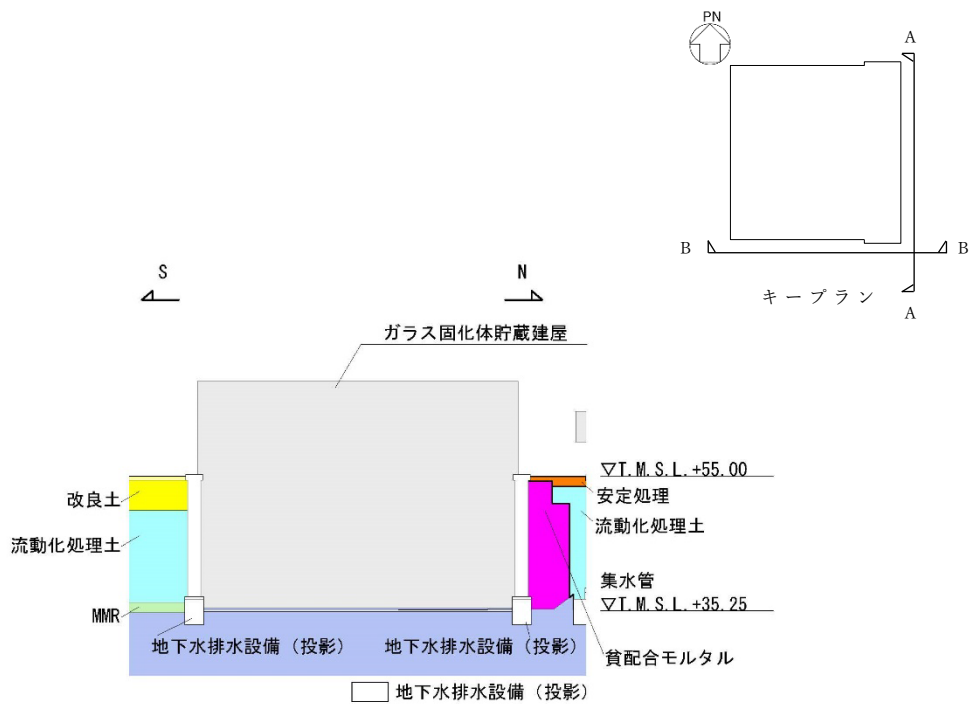 PN
A
B
B
キープラン
A
S
N
ガラス固化体貯蔵建屋
▽T.M.S.L.+55.00
改良土
安定処理
流動化処理土
流動化処理土
集水管
▽T.M.S.L.+35.25
MMR
地下水排水設備（投影）
地下水排水設備（投影）
貧配合モルタル
地下水排水設備（投影）